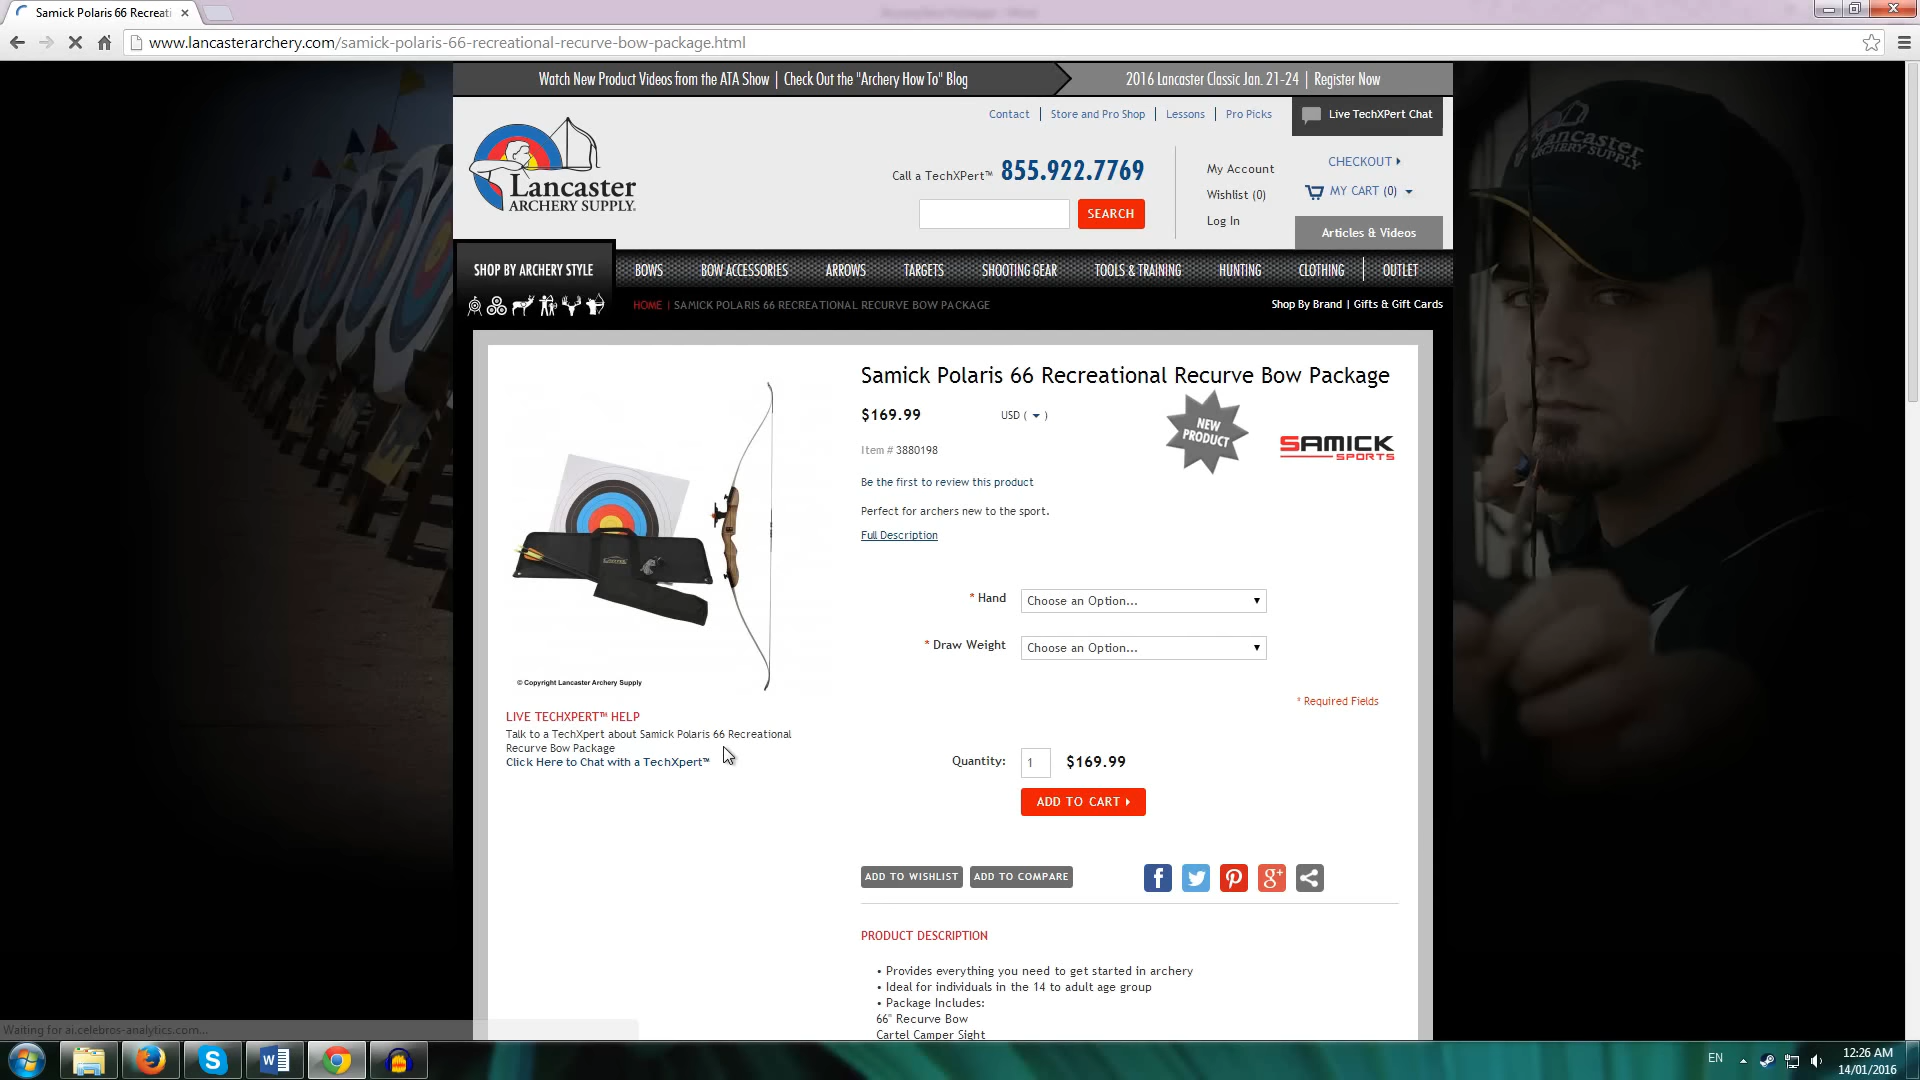 Samick Polaris 66 Recreati
www.lancasterarchery.com/samick-polaris-66-recreational-recurve-bow-package.html
Watch New Product Videos from the ATA Show | Check Out the "Archery How To" Blog
2016 Lancaster Classic Jan. 21-24 | Register Now
Contact
Store and Pro Shop
Lessons
Pro Picks
Live TechXPert Chat
Lancaster
ARCHERY SUPPLY.
Call a TechXPert™ 855.922.7769
SEARCH
My Account
Wishlist (0)
Log In
CHECKOUT
MY CART (0)
Articles & Videos
Lancaster
ARCHERY SUPPLY
SHOP BY ARCHERY STYLE
BOWS
BOW ACCESSORIES
ARROWS
TARGETS
SHOOTING GEAR
TOOLS & TRAINING
HUNTING
CLOTHING
OUTLET
HOME | SAMICK POLARIS 66 RECREATIONAL RECURVE BOW PACKAGE
Shop By Brand | Gifts & Gift Cards
Samick Polaris 66 Recreational Recurve Bow Package
$169.99
USD ( )
NEW PRODUCT
SAMICK
SPORTS
Item # 3880198
Be the first to review this product
Perfect for archers new to the sport.
Full Description
* Hand
Choose an Option...
* Draw Weight
Choose an Option...
* Required Fields
© Copyright Lancaster Archery Supply
LIVE TECHXPERT™ HELP
Talk to a TechXpert about Samick Polaris 66 Recreational
Recurve Bow Package
Click Here to Chat with a TechXpert™
Quantity:
1
$169.99
ADD TO CART
ADD TO WISHLIST
ADD TO COMPARE
PRODUCT DESCRIPTION
• Provides everything you need to get started in archery
• Ideal for individuals in the 14 to adult age group
• Package Includes:
66" Recurve Bow
Cartel Camper Sight
Waiting for ai.celebros-analytics.com...
EN
12:26 AM
14/01/2016